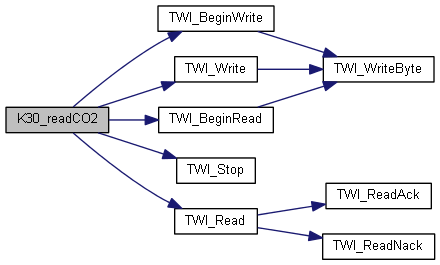 TWI_BeginWrite
TWI_Write
TWI_WriteByte
K30_readCO2
TWI_BeginRead
TWI_Stop
TWI_ReadAck
TWI_Read
TWI_ReadNack